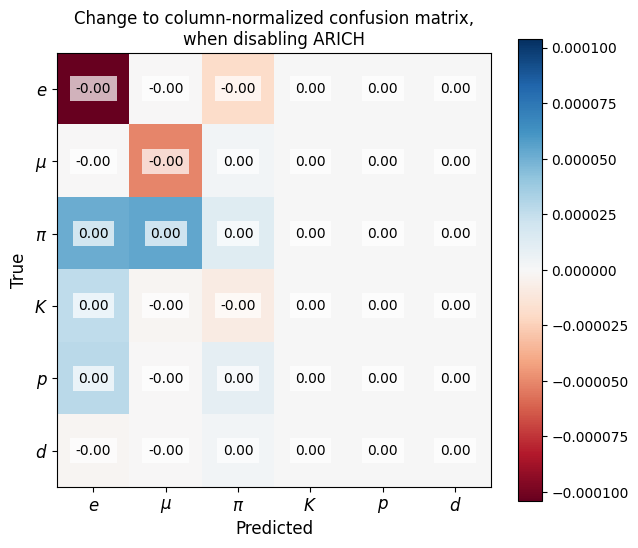 Change to column-normalized confusion matrix,
when disabling ARICH
e -0.00 -0.00 -0.00 0.00 0.00 0.00
μ -0.00 -0.00 0.00 0.00 0.00 0.00
π 0.00 0.00 0.00 0.00 0.00 0.00
K 0.00 -0.00 -0.00 0.00 0.00 0.00
p 0.00 -0.00 0.00 0.00 0.00 0.00
d -0.00 -0.00 0.00 0.00 0.00 0.00
True
e μ π K p d
Predicted
0.000100
0.000075
0.000050
0.000025
0.000000
−0.000025
−0.000050
−0.000075
−0.000100